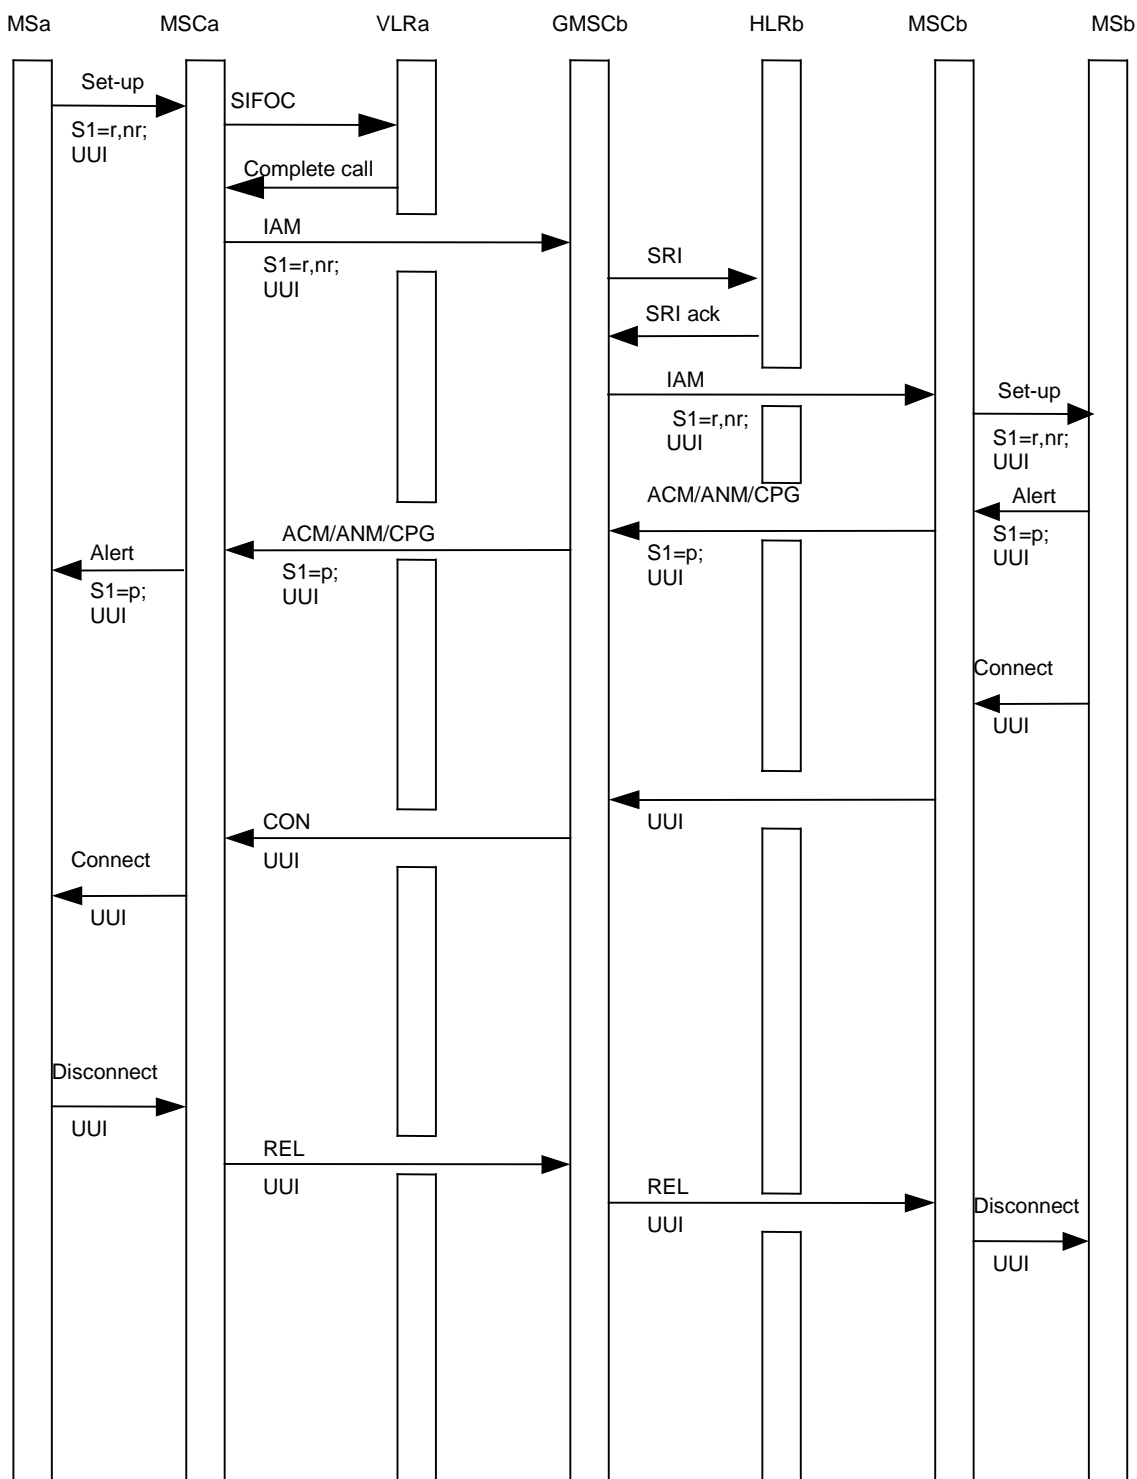 MSa MSCa VLRa GMSCb HLRb MSCb MSb
Set-up
SIFOC
S1=r,nr;
UUI
Complete call
IAM
S1=r,nr;
UUI
SRI
SRI ack
IAM
S1=r,nr;
UUI
Set-up
S1=r,nr;
UUI
Alert
S1=p;
UUI
ACM/ANM/CPG
S1=p;
UUI
ACM/ANM/CPG
S1=p;
UUI
Alert
S1=p;
UUI
Connect
UUI
UUI
CON
UUI
Connect
UUI
Disconnect
UUI
REL
UUI
REL
UUI
Disconnect
UUI